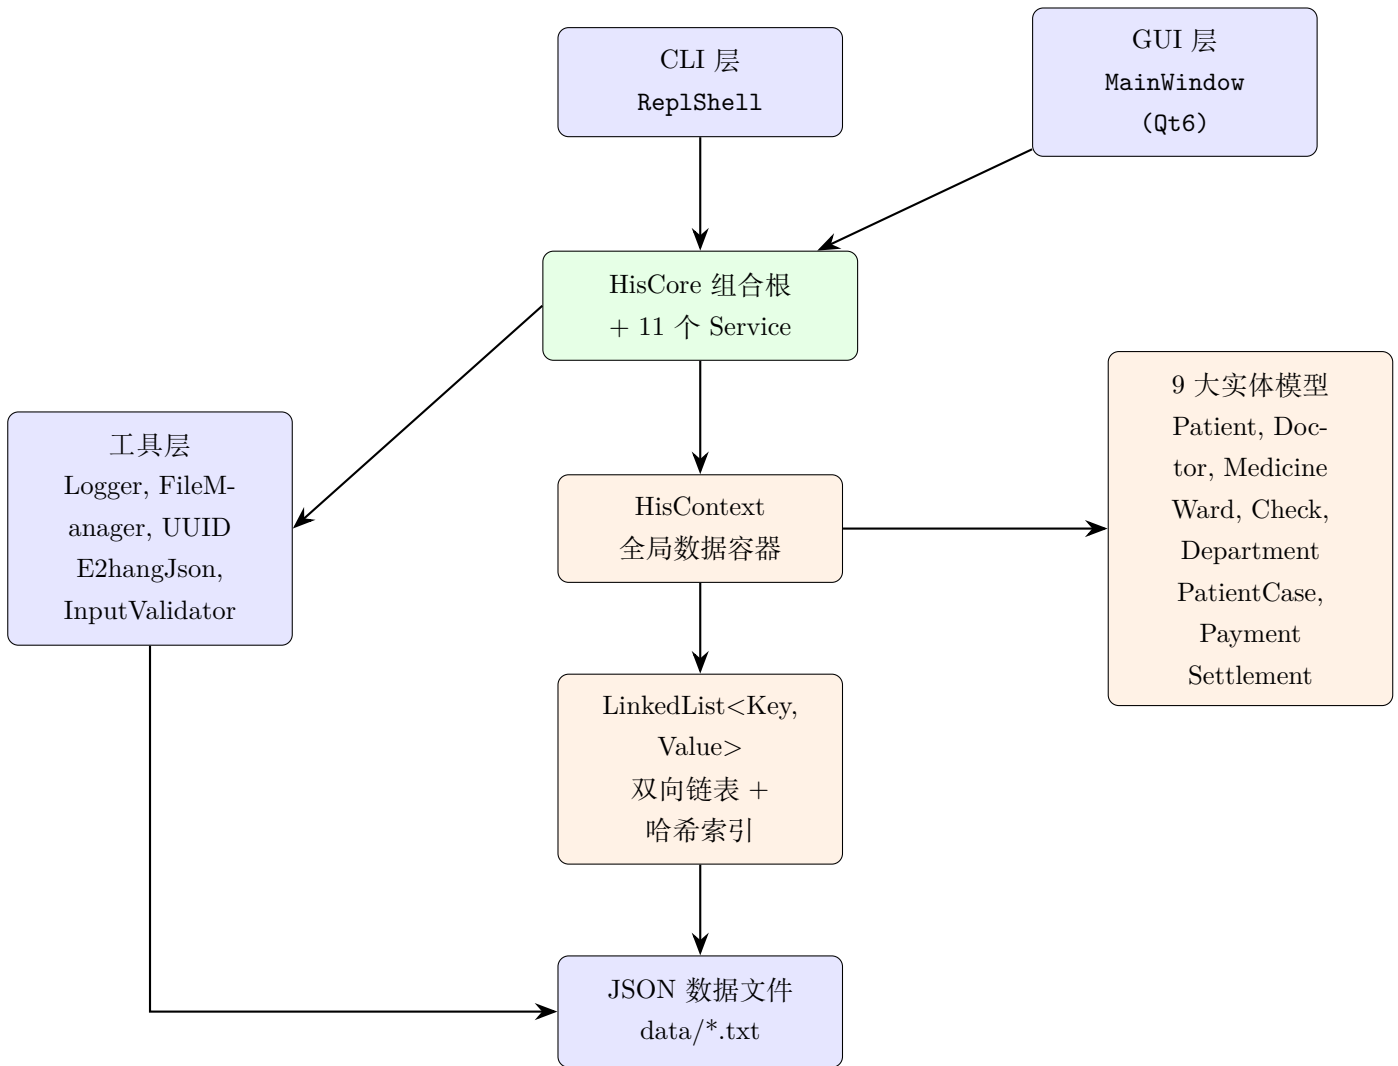 CLI 层
ReplShell
GUI 层
MainWindow
(Qt6)
HisCore 组合根
+ 11 个 Service
工具层
Logger, FileM-
anager, UUID
E2hangJson,
InputValidator
HisContext
全局数据容器
9 大实体模型
Patient, Doc-
tor, Medicine
Ward, Check,
Department
PatientCase,
Payment
Settlement
LinkedList<Key,
Value>
双向链表 +
哈希索引
JSON 数据文件
data/*.txt